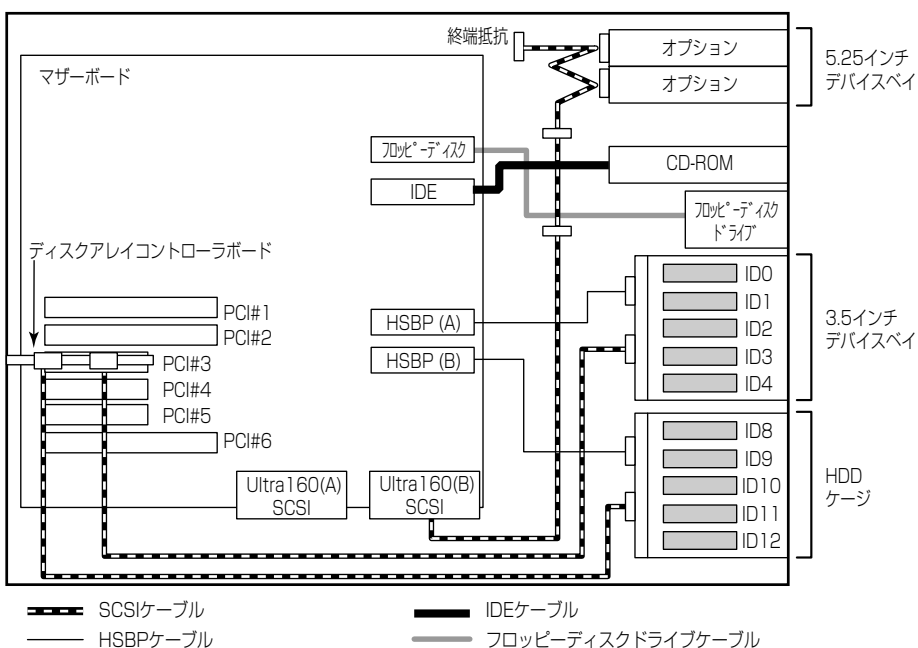 終端抵抗
オプション
5.25インチ
デバイスベイ
マザーボード
オプション
フロッピーディスク
CD-ROM
IDE
フロッピーディスク
ドライブ
ディスクアレイコントローラボード
ID0
PCI#1
ID1
HSBP (A)
3.5インチ
デバイスベイ
PCI#2
ID2
HSBP (B)
PCI#3
ID3
PCI#4
ID4
PCI#5
ID8
PCI#6
ID9
HDD
ケージ
Ultra160(A)
SCSI
Ultra160(B)
SCSI
ID10
ID11
ID12
SCSIケーブル
IDEケーブル
HSBPケーブル
フロッピーディスクドライブケーブル